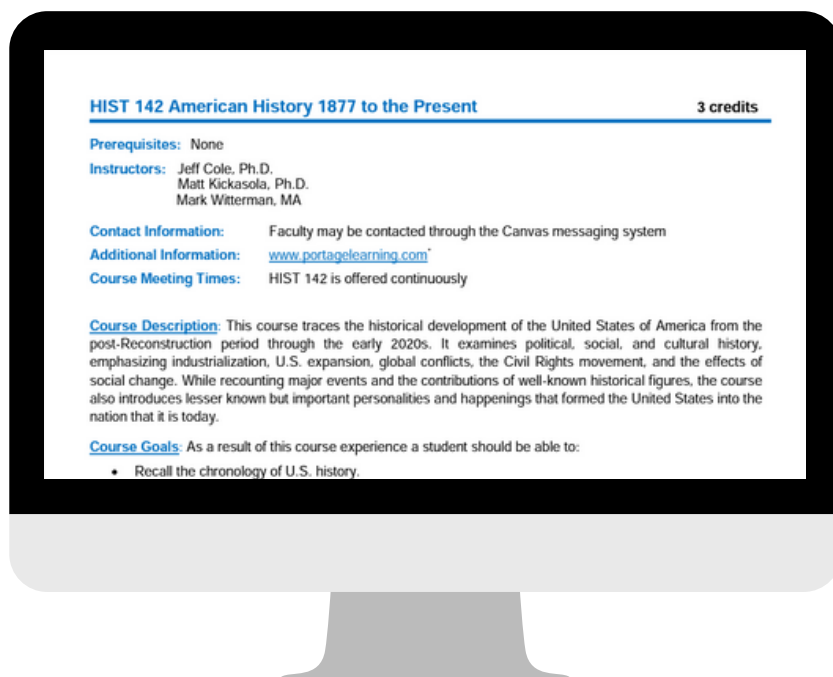 HIST 142 American History 1877 to the Present 3 credits
Prerequisites: None
Instructors: Jeff Cole, Ph.D.
Matt Kickasola, Ph.D.
Mark Witterman, MA
Contact Information: Faculty may be contacted through the Canvas messaging system
Additional Information: www.portagelearning.com*
Course Meeting Times: HIST 142 is offered continuously
Course Description: This course traces the historical development of the United States of America from the
post-Reconstruction period through the early 2020s. It examines political, social, and cultural history,
emphasizing industrialization, U.S. expansion, global conflicts, the Civil Rights movement, and the effects of
social change. While recounting major events and the contributions of well-known historical figures, the course
also introduces lesser known but important personalities and happenings that formed the United States into the
nation that it is today.
Course Goals: As a result of this course experience a student should be able to:
• Recall the chronology of U.S. history.